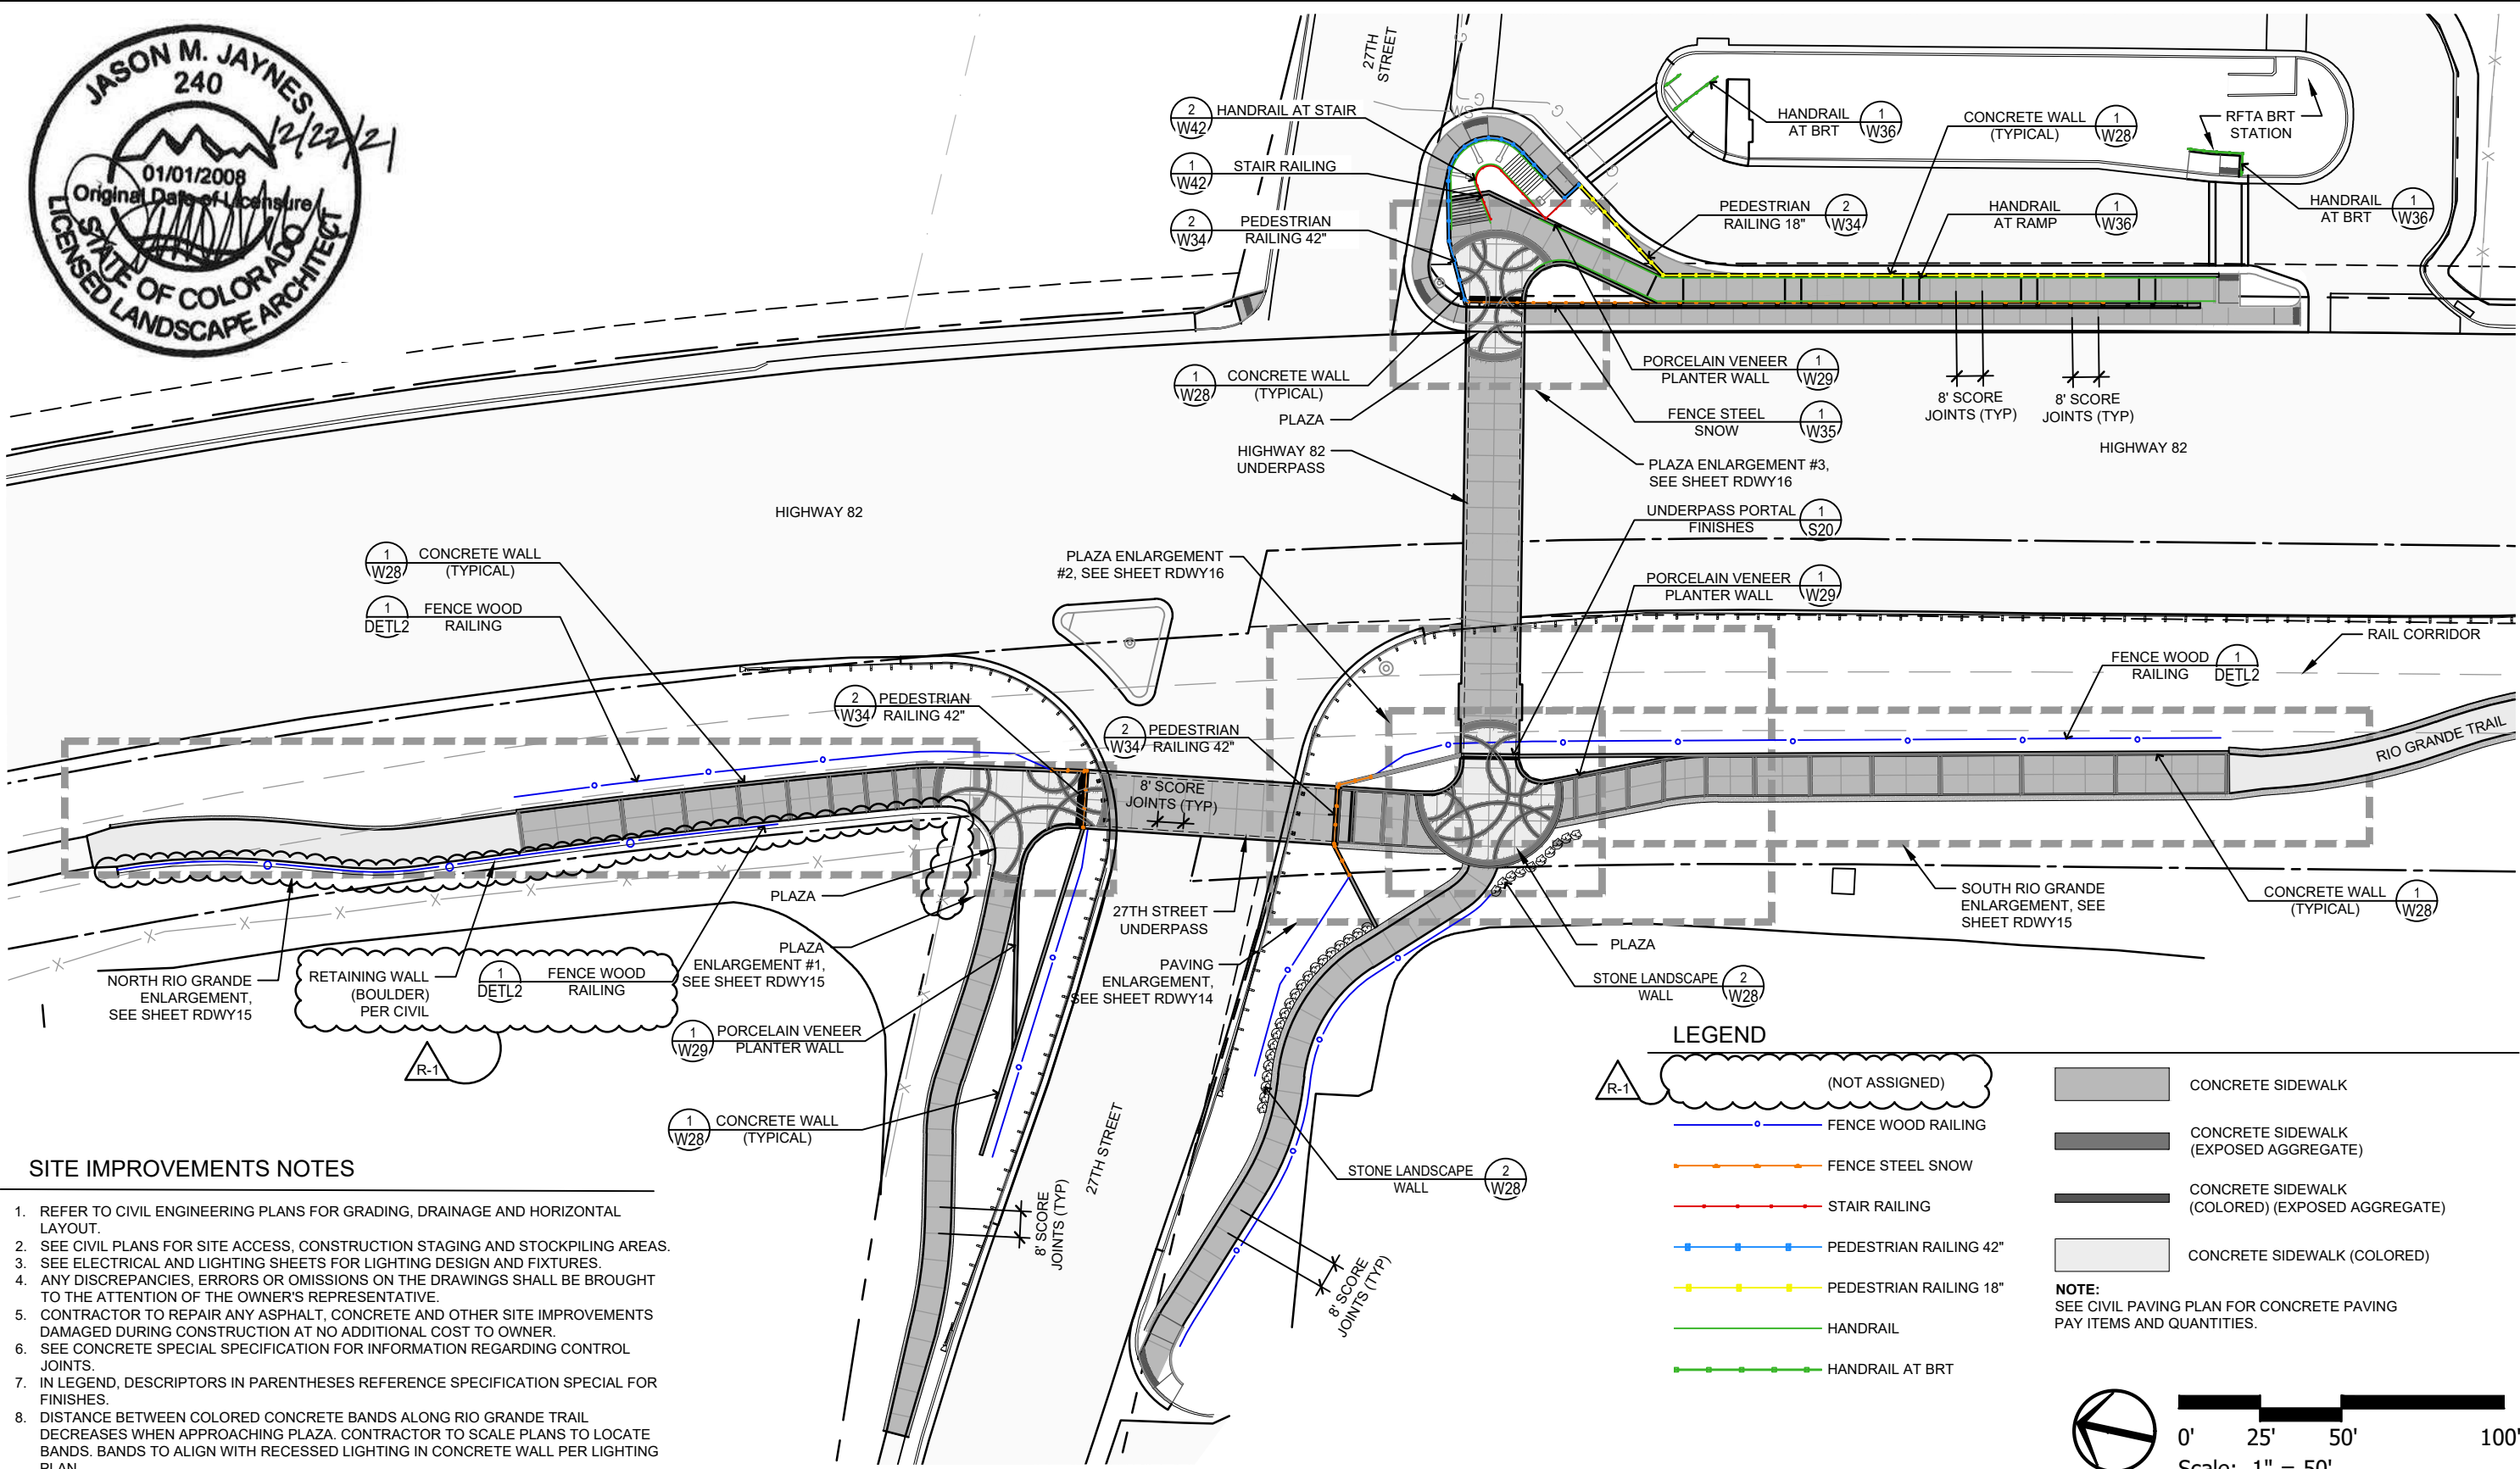 JASON M. JAYNES
240
12/22/21
01/01/2008
Original Date of Licensure
STATE OF COLORADO
LICENSED LANDSCAPE ARCHITECT
27TH
STREET
2
W42
HANDRAIL AT STAIR
1
W42
STAIR RAILING
2
W34
PEDESTRIAN
RAILING 42"
HANDRAIL
AT BRT
1
W36
CONCRETE WALL
(TYPICAL)
1
W28
RFTA BRT
STATION
PEDESTRIAN
RAILING 18"
2
W34
HANDRAIL
AT RAMP
1
W36
HANDRAIL
AT BRT
1
W36
G
G
G
G
X
X
1
W28
CONCRETE WALL
(TYPICAL)
PLAZA
HIGHWAY 82
UNDERPASS
PORCELAIN VENEER
PLANTER WALL
1
W29
FENCE STEEL
SNOW
1
W35
PLAZA ENLARGEMENT #3,
SEE SHEET RDWY16
8' SCORE
JOINTS (TYP)
8' SCORE
JOINTS (TYP)
HIGHWAY 82
HIGHWAY 82
UNDERPASS PORTAL
FINISHES
1
S20
PLAZA ENLARGEMENT
#2, SEE SHEET RDWY16
PORCELAIN VENEER
PLANTER WALL
1
W29
1
W28
CONCRETE WALL
(TYPICAL)
1
DETL2
FENCE WOOD
RAILING
RAIL CORRIDOR
FENCE WOOD
RAILING
1
DETL2
2
W34
PEDESTRIAN
RAILING 42"
2
W34
PEDESTRIAN
RAILING 42"
RIO GRANDE TRAIL
8' SCORE
JOINTS (TYP)
PLAZA
27TH STREET
UNDERPASS
SOUTH RIO GRANDE
ENLARGEMENT, SEE
SHEET RDWY15
CONCRETE WALL
(TYPICAL)
1
W28
PLAZA
PLAZA
ENLARGEMENT #1,
SEE SHEET RDWY15
PAVING
ENLARGEMENT,
SEE SHEET RDWY14
STONE LANDSCAPE
WALL
2
W28
NORTH RIO GRANDE
ENLARGEMENT,
SEE SHEET RDWY15
RETAINING WALL
(BOULDER)
PER CIVIL
1
DETL2
FENCE WOOD
RAILING
R-1
1
W29
PORCELAIN VENEER
PLANTER WALL
1
W28
CONCRETE WALL
(TYPICAL)
27TH STREET
STONE LANDSCAPE
WALL
2
W28
8' SCORE
JOINTS (TYP)
8' SCORE
JOINTS (TYP)
SITE IMPROVEMENTS NOTES
1. REFER TO CIVIL ENGINEERING PLANS FOR GRADING, DRAINAGE AND HORIZONTAL
LAYOUT.
2. SEE CIVIL PLANS FOR SITE ACCESS, CONSTRUCTION STAGING AND STOCKPILING AREAS.
3. SEE ELECTRICAL AND LIGHTING SHEETS FOR LIGHTING DESIGN AND FIXTURES.
4. ANY DISCREPANCIES, ERRORS OR OMISSIONS ON THE DRAWINGS SHALL BE BROUGHT
TO THE ATTENTION OF THE OWNER'S REPRESENTATIVE.
5. CONTRACTOR TO REPAIR ANY ASPHALT, CONCRETE AND OTHER SITE IMPROVEMENTS
DAMAGED DURING CONSTRUCTION AT NO ADDITIONAL COST TO OWNER.
6. SEE CONCRETE SPECIAL SPECIFICATION FOR INFORMATION REGARDING CONTROL
JOINTS.
7. IN LEGEND, DESCRIPTORS IN PARENTHESES REFERENCE SPECIFICATION SPECIAL FOR
FINISHES.
8. DISTANCE BETWEEN COLORED CONCRETE BANDS ALONG RIO GRANDE TRAIL
DECREASES WHEN APPROACHING PLAZA. CONTRACTOR TO SCALE PLANS TO LOCATE
BANDS. BANDS TO ALIGN WITH RECESSED LIGHTING IN CONCRETE WALL PER LIGHTING
PLAN
LEGEND
R-1
(NOT ASSIGNED)
FENCE WOOD RAILING
FENCE STEEL SNOW
STAIR RAILING
PEDESTRIAN RAILING 42"
PEDESTRIAN RAILING 18"
HANDRAIL
HANDRAIL AT BRT
CONCRETE SIDEWALK
CONCRETE SIDEWALK
(EXPOSED AGGREGATE)
CONCRETE SIDEWALK
(COLORED) (EXPOSED AGGREGATE)
CONCRETE SIDEWALK (COLORED)
NOTE:
SEE CIVIL PAVING PLAN FOR CONCRETE PAVING
PAY ITEMS AND QUANTITIES.
0' 25' 50' 100'
Scale: 1" = 50'